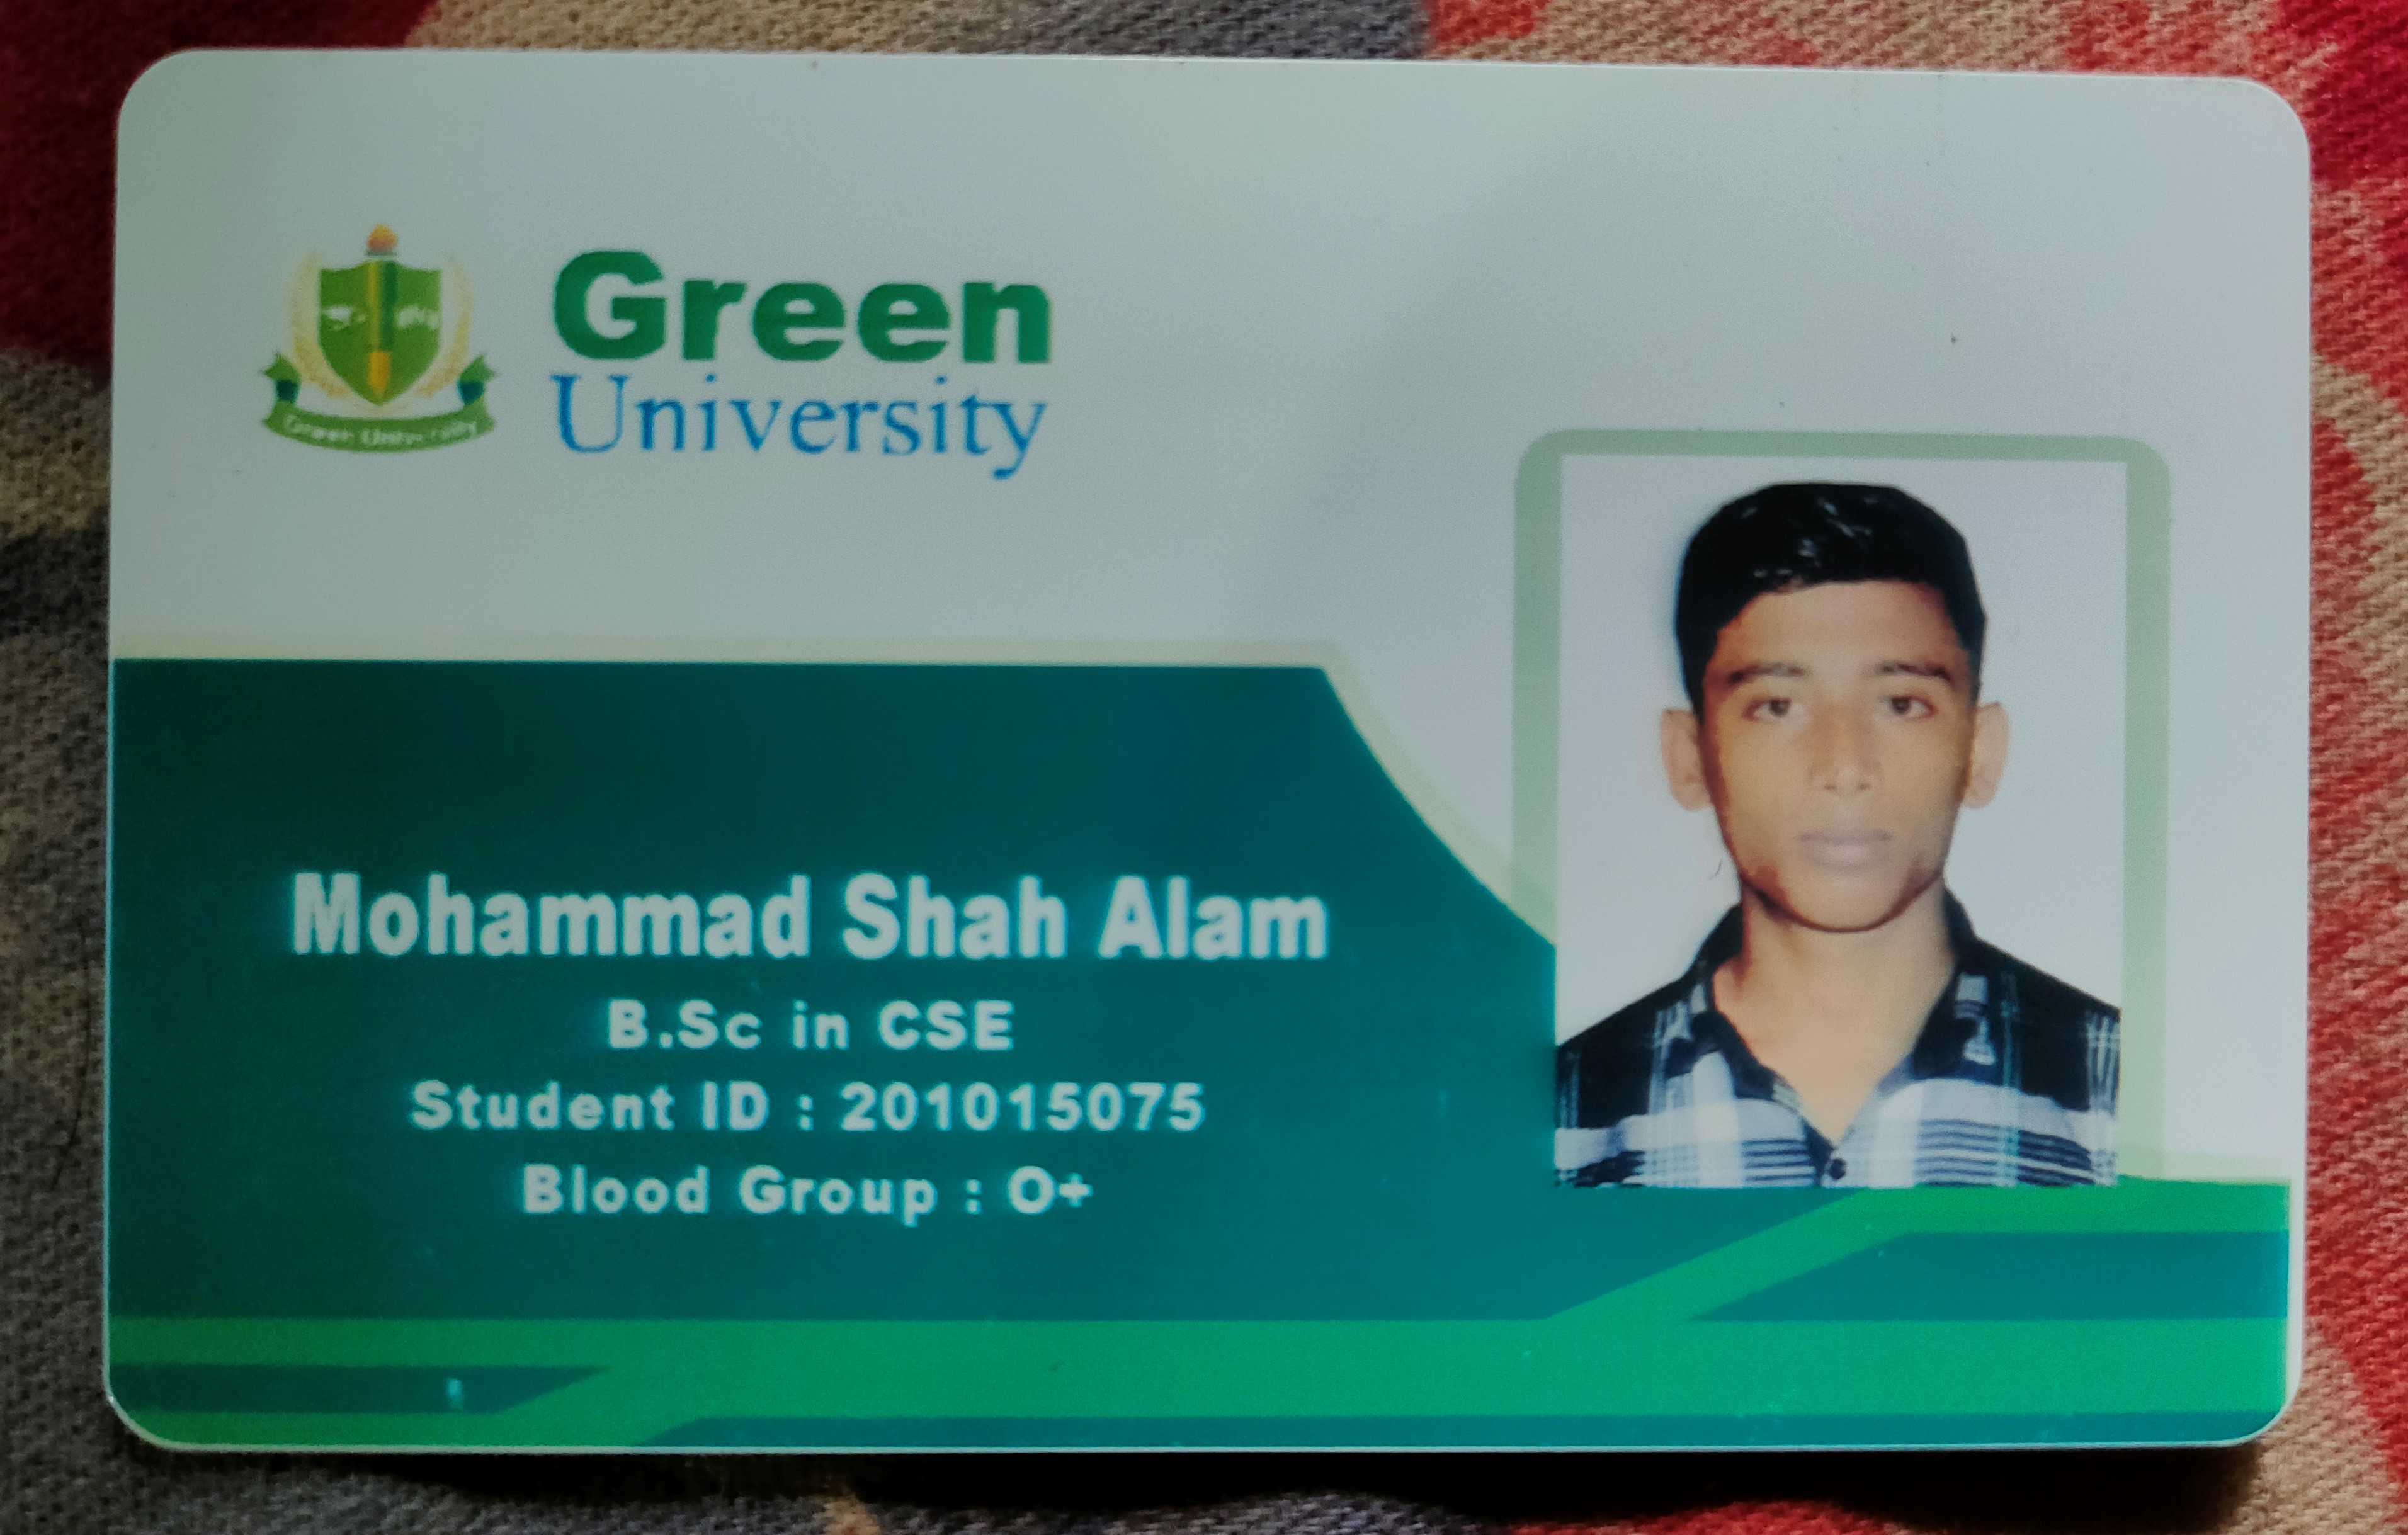 Green
University
Green University
Mohammad Shah Alam
B.Sc in CSE
Student ID : 201015075
Blood Group : O+